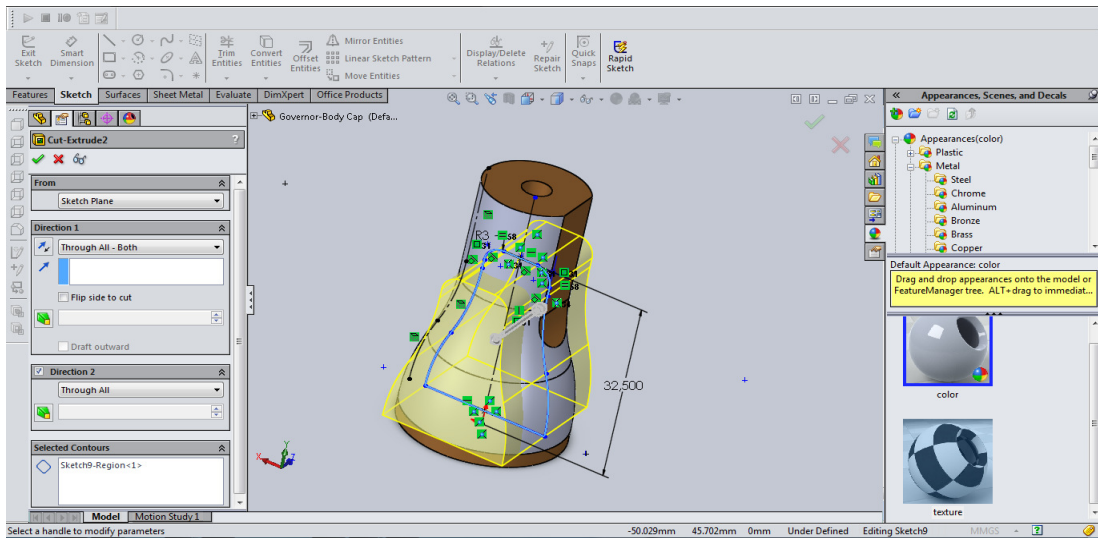 Exit Sketch
Smart Dimension
Trim Entities
Convert Entities
Offset Entities
Mirror Entities
Linear Sketch Pattern
Move Entities
Display/Delete Relations
Repair Sketch
Quick Snaps
Rapid Sketch
Features Sketch Surfaces Sheet Metal Evaluate DimXpert Office Products
Appearances, Scenes, and Decals
Governor-Body Cap (Defa...
Cut-Extrude2 ?
From
Sketch Plane
Direction 1
Through All - Both
Flip side to cut
Draft outward
Direction 2
Through All
Selected Contours
Sketch9-Region<1>
R3
58
31
58
32,500
X Y Z
Appearances(color)
Plastic
Metal
Steel
Chrome
Aluminum
Bronze
Brass
Copper
Default Appearance: color
Drag and drop appearances onto the model or
FeatureManager tree. ALT+drag to immediat...
color
texture
Model Motion Study 1
Select a handle to modify parameters -50.029mm 45.702mm 0mm Under Defined Editing Sketch9 MMGS - ?